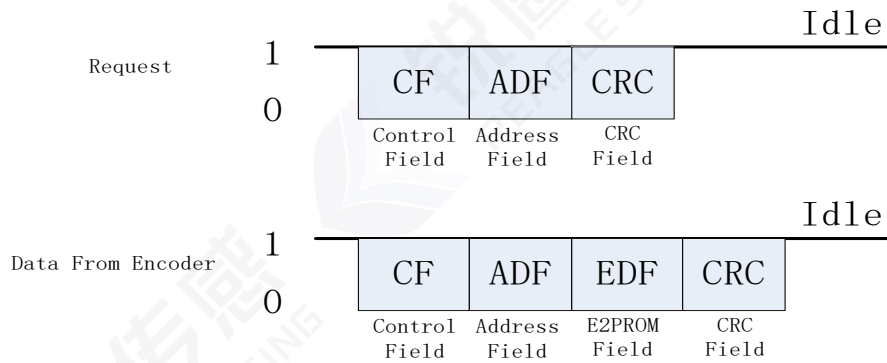 Idle
Request
1
0
CF ADF CRC
Control Address CRC
Field Field Field
Idle
Data From Encoder
1
0
CF ADF EDF CRC
Control Address E2PROM CRC
Field Field Field Field